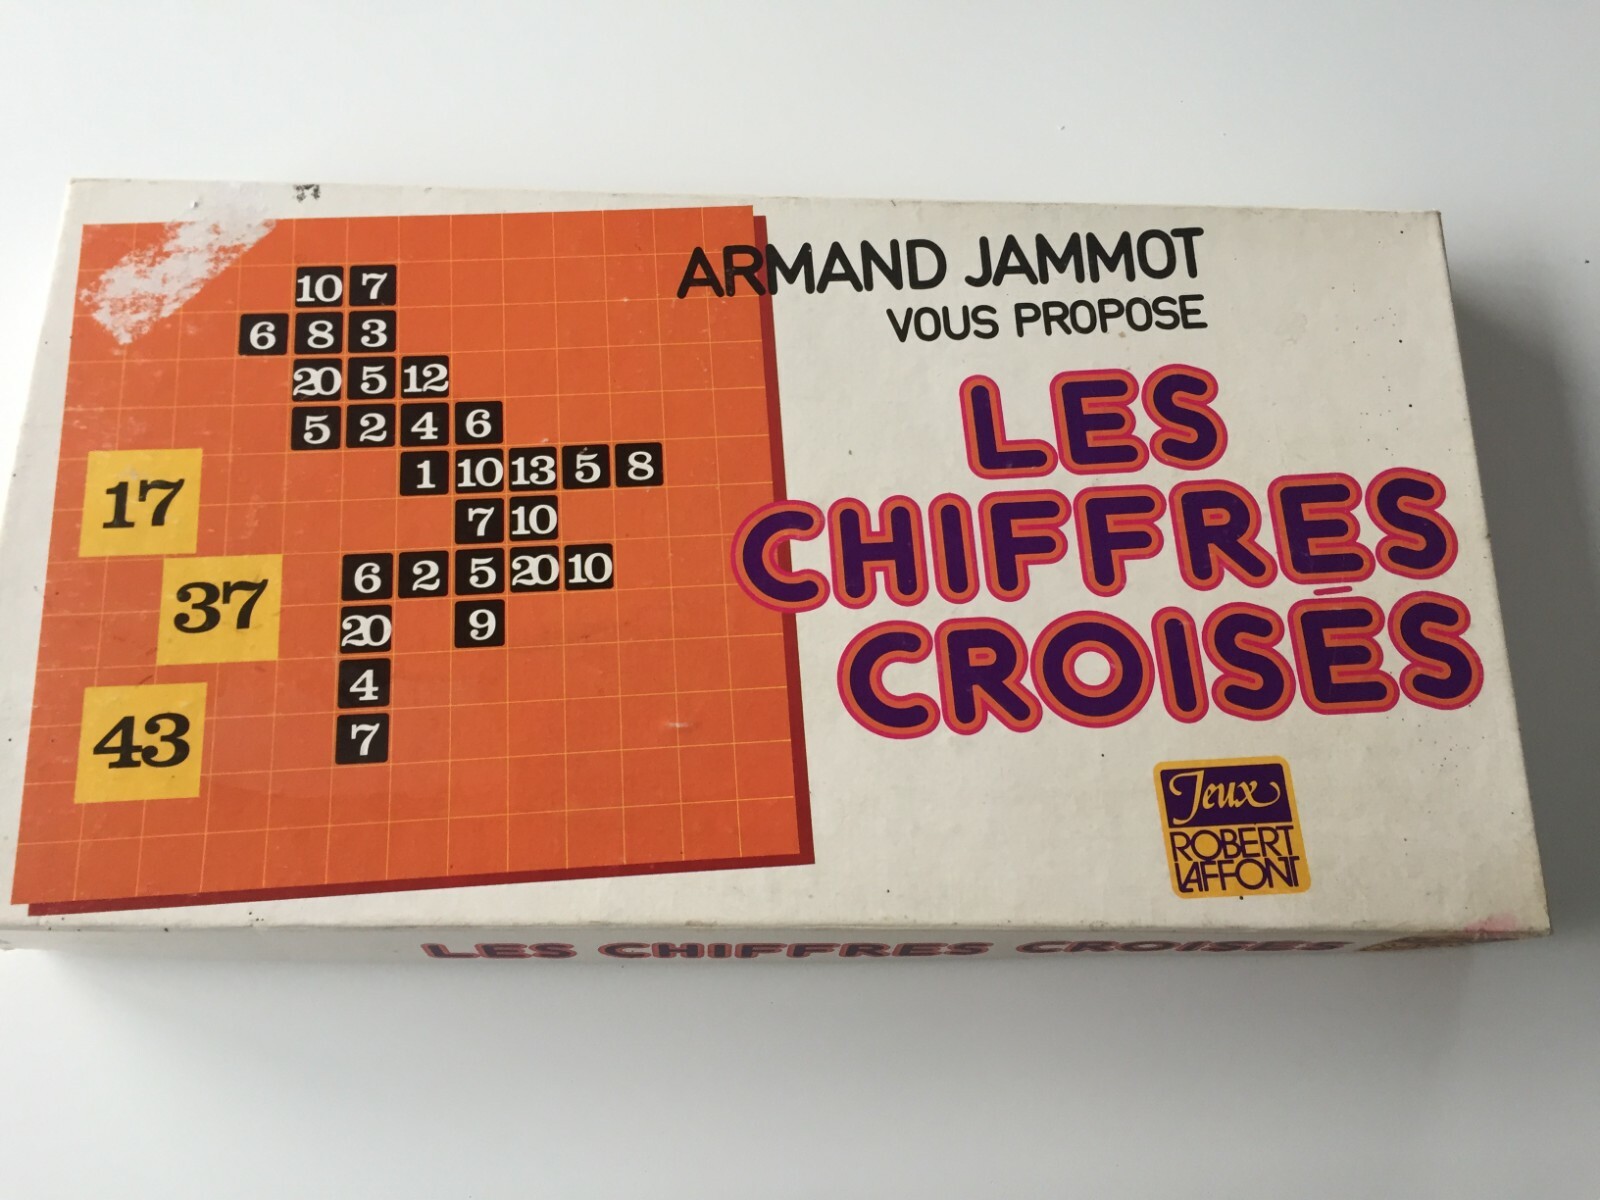 ARMAND JAMMOT
VOUS PROPOSE
LES
CHIFFRES
CROISÉS
10 7
6 8 3
20 5 12
5 2 4 6
1 10 13 5 8
7 10
6 2 5 20 10
20 9
4
7
17
37
43
Jeux
ROBERT
LAFFONT
LES CHIFFRES CROISES